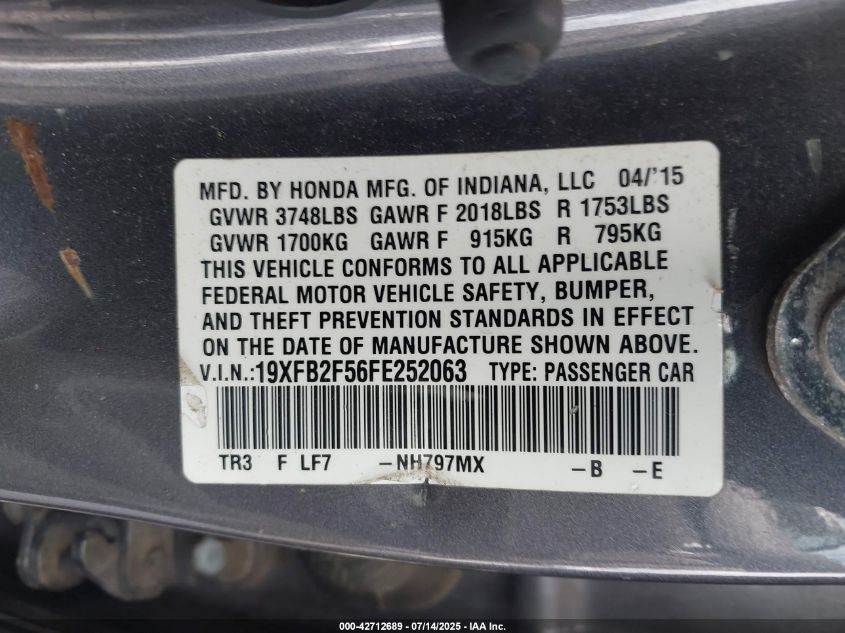 MFD. BY HONDA MFG. OF INDIANA, LLC 04/'15
GVWR 3748LBS GAWR F 2018LBS R 1753LBS
GVWR 1700KG GAWR F 915KG R 795KG
THIS VEHICLE CONFORMS TO ALL APPLICABLE
FEDERAL MOTOR VEHICLE SAFETY, BUMPER,
AND THEFT PREVENTION STANDARDS IN EFFECT
ON THE DATE OF MANUFACTURE SHOWN ABOVE.
V.I.N.:19XFB2F56FE252063 TYPE: PASSENGER CAR
TR3 F LF7 -NH797MX -B -E
000-42712689 - 07/14/2025 - IAA Inc.